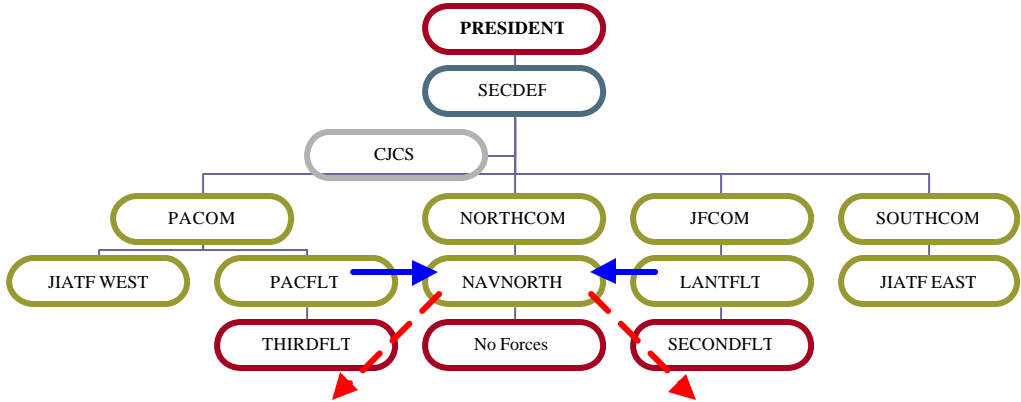 PRESIDENT
SECDEF
CJCS
PACOM
NORTHCOM
JFCOM
SOUTHCOM
JIATF WEST
PACFLT
NAVNORTH
LANTFLT
JIATF EAST
THIRDFLT
No Forces
SECONDFLT